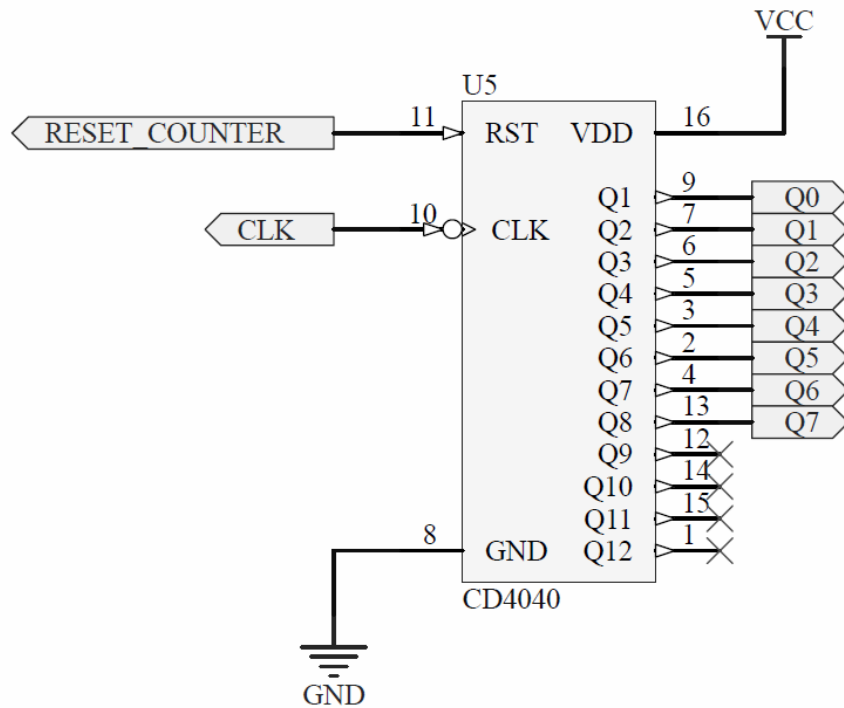 VCC
U5
RESET_COUNTER 11 RST VDD 16
Q1 9 Q0
CLK 10 CLK Q2 7 Q1
Q3 6 Q2
Q4 5 Q3
Q5 3 Q4
Q6 2 Q5
Q7 4 Q6
Q8 13 Q7
Q9 12
Q10 14
Q11 15
8 GND Q12 1
CD4040
GND